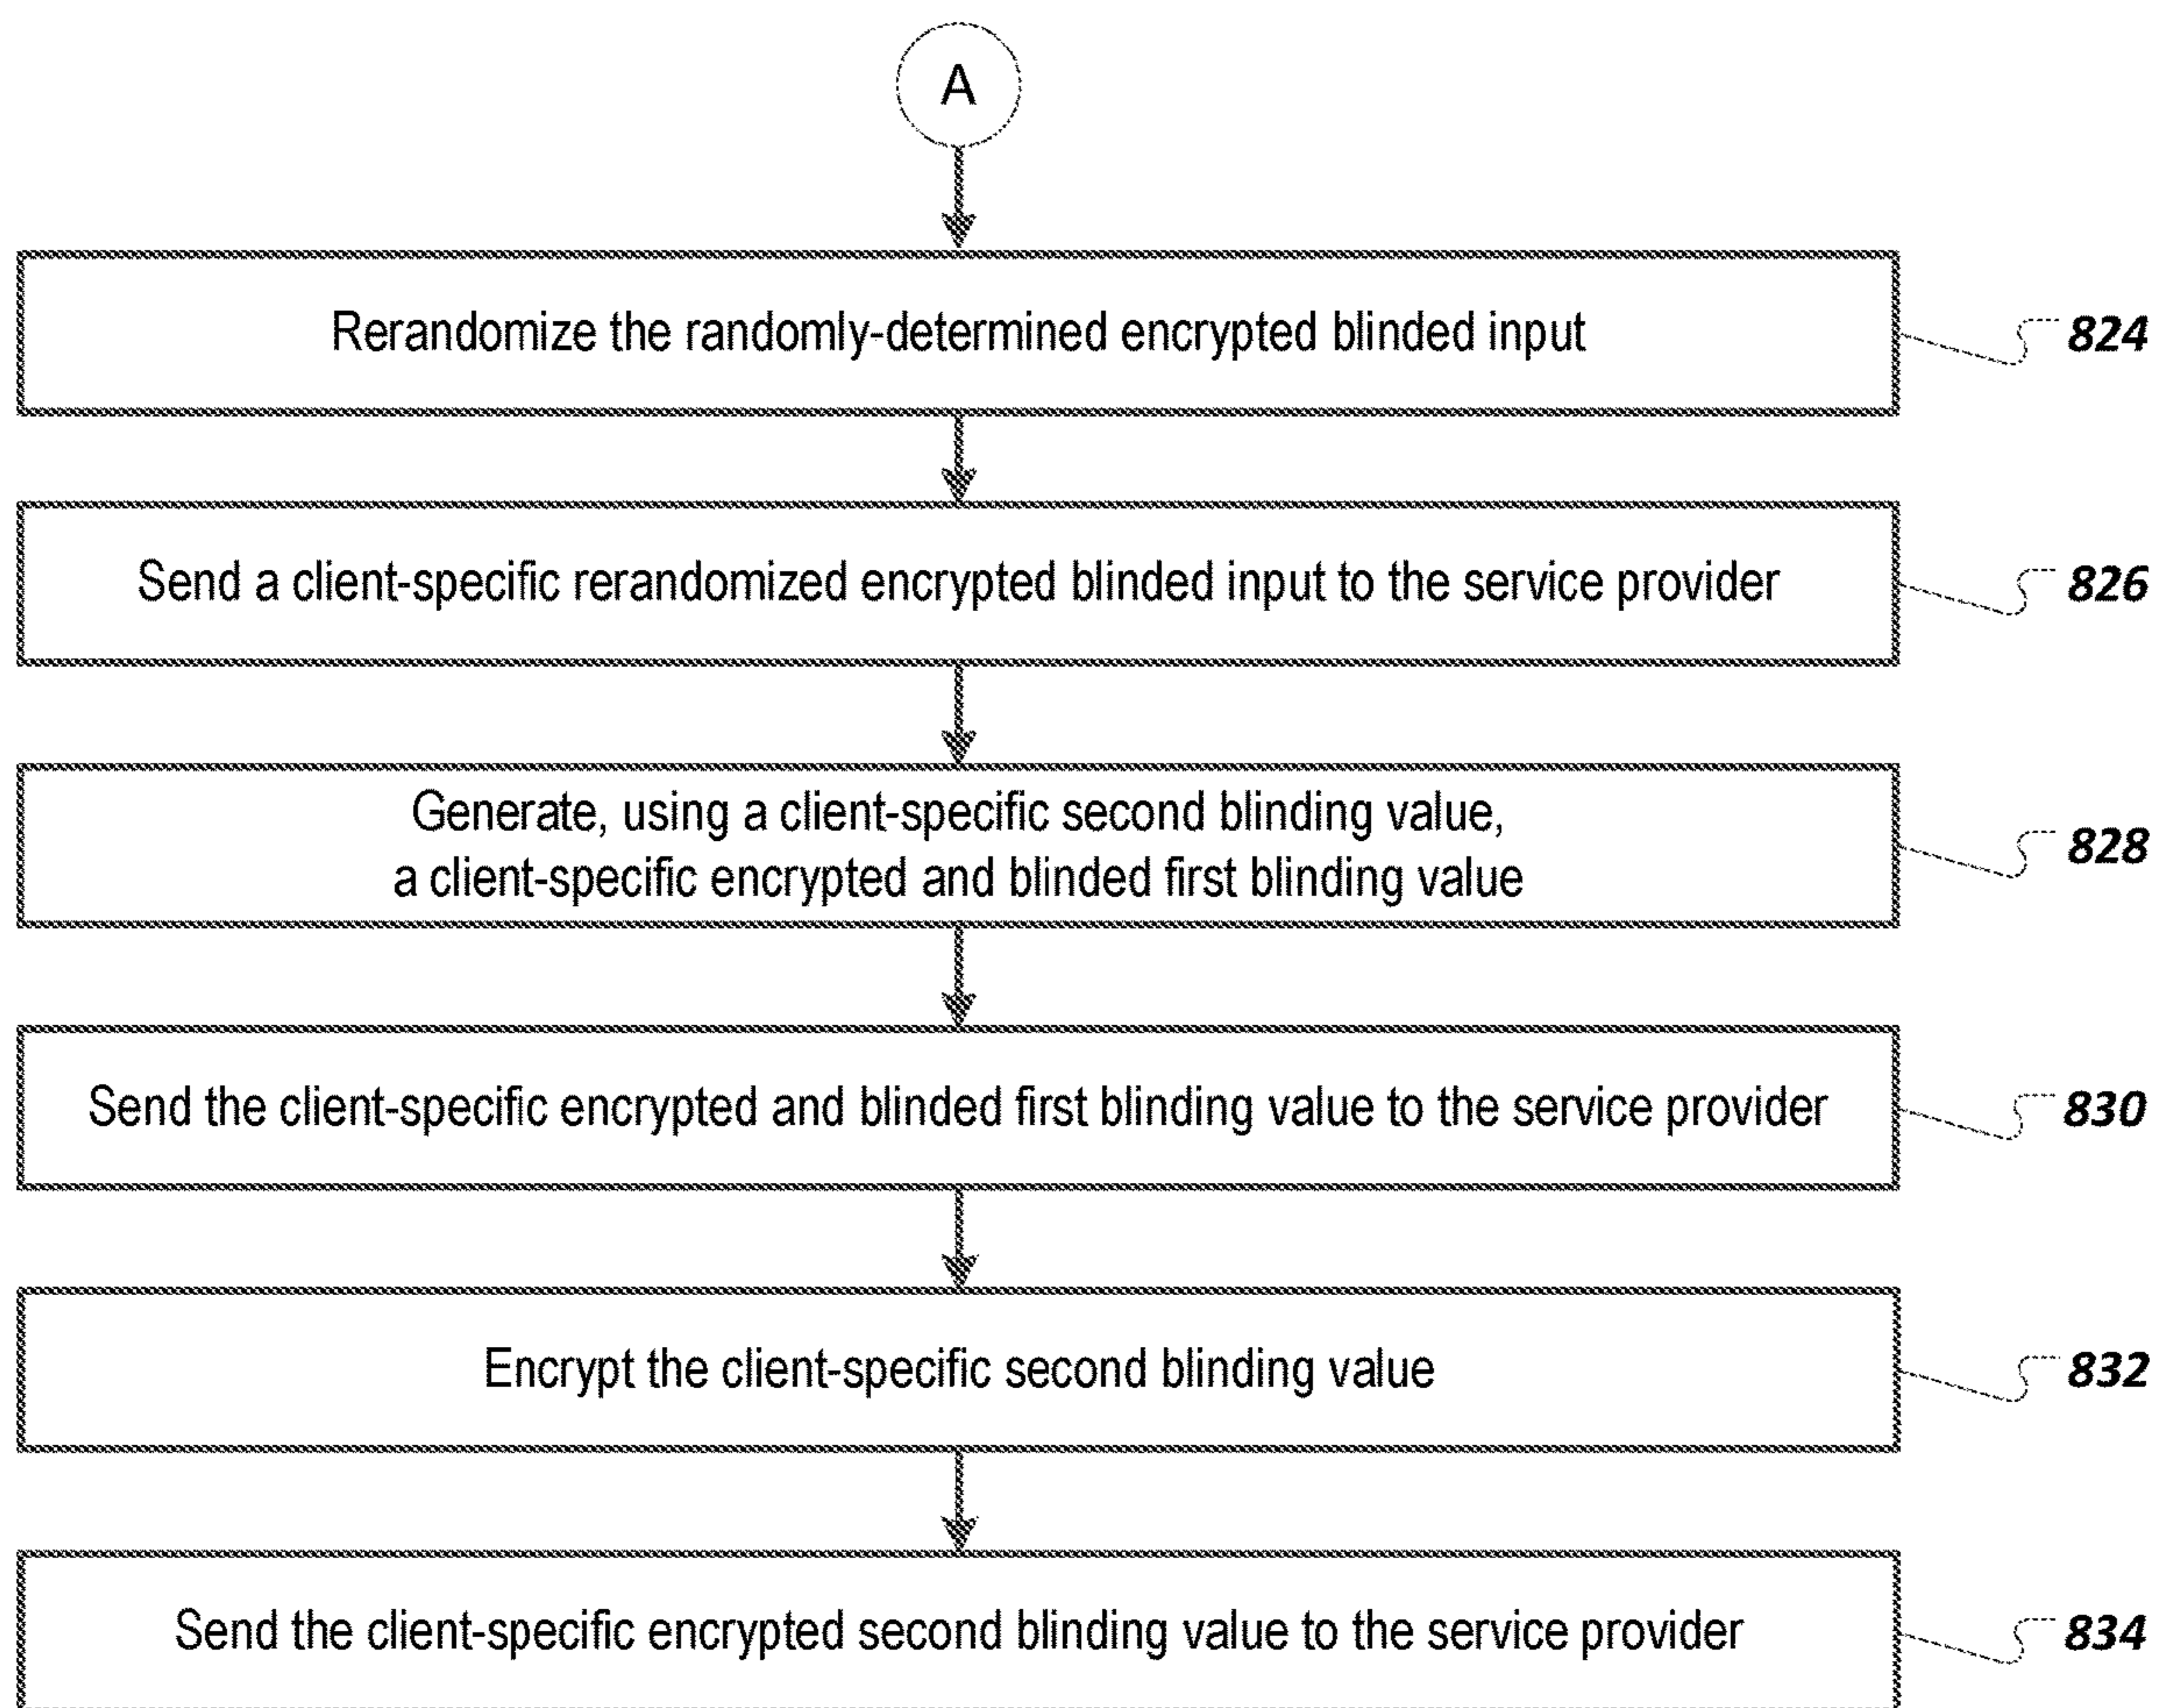 A
Rerandomize the randomly-determined encrypted blinded input
824
Send a client-specific rerandomized encrypted blinded input to the service provider
826
Generate, using a client-specific second blinding value,
a client-specific encrypted and blinded first blinding value
828
Send the client-specific encrypted and blinded first blinding value to the service provider
830
Encrypt the client-specific second blinding value
832
Send the client-specific encrypted second blinding value to the service provider
834